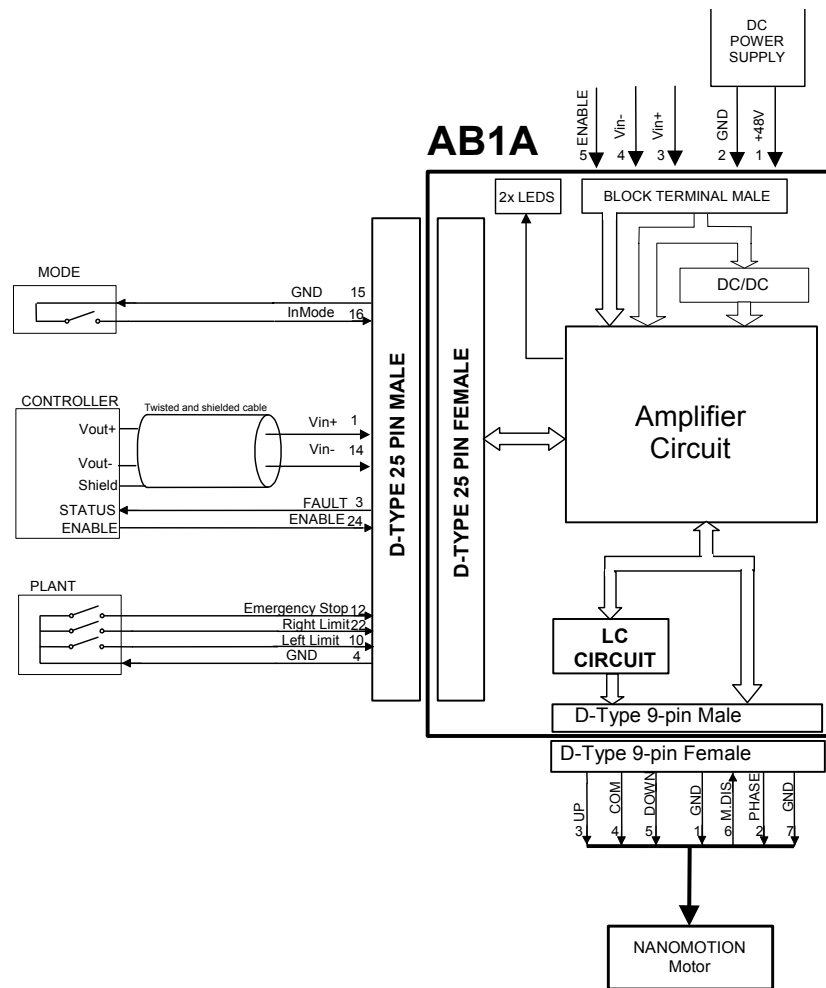 DC
POWER
SUPPLY
ENABLE
Vin-
Vin+
GND
+48V
5
4
3
2
1
AB1A
2x LEDS
BLOCK TERMINAL MALE
DC/DC
MODE
GND 15
InMode 16
CONTROLLER
Twisted and shielded cable
Vout+
Vin+ 1
Vout-
Vin- 14
Shield
STATUS
FAULT 3
ENABLE
ENABLE 24
D-TYPE 25 PIN MALE
D-TYPE 25 PIN FEMALE
Amplifier
Circuit
PLANT
Emergency Stop 12
Right Limit 22
Left Limit 10
GND 4
LC
CIRCUIT
D-Type 9-pin Male
D-Type 9-pin Female
UP
COM
DOWN
GND
M.DIS
PHASE
GND
3
4
5
1
6
2
7
NANOMOTION
Motor